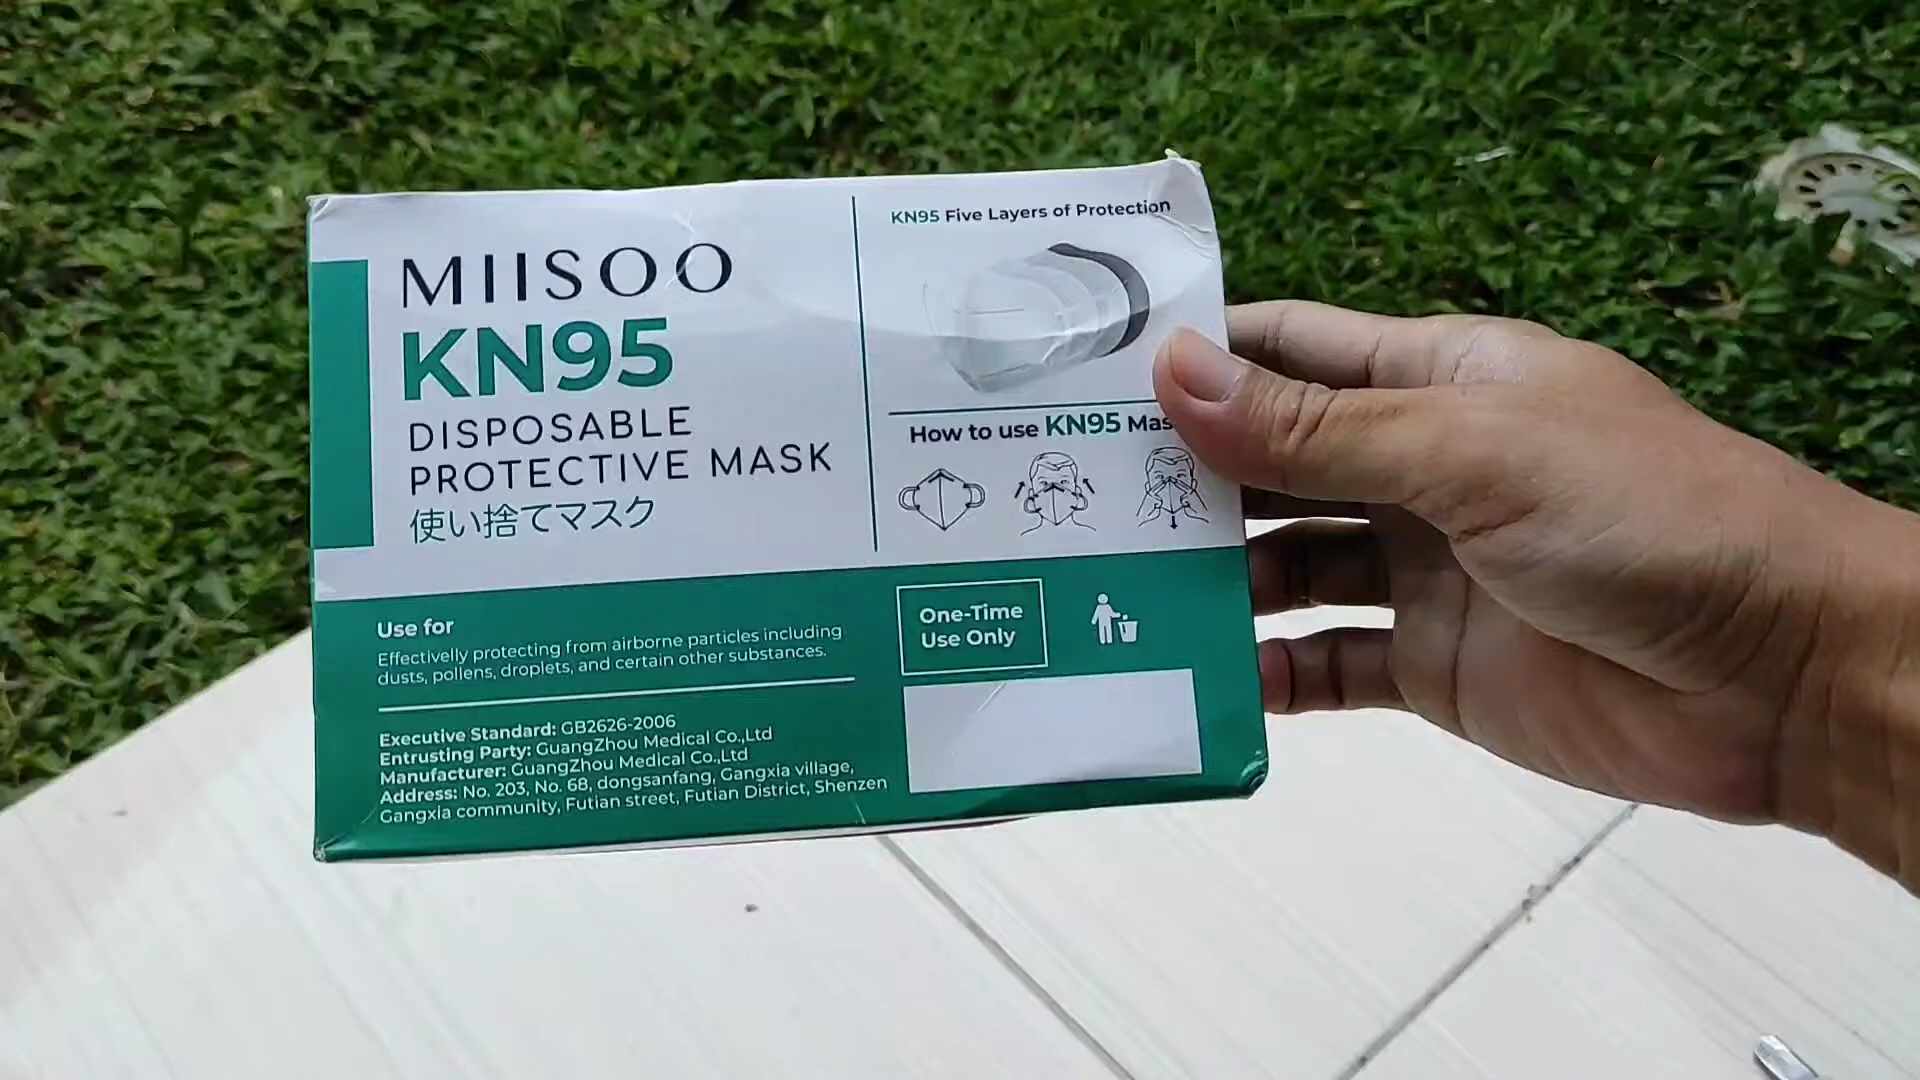 MIISOO
KN95
DISPOSABLE
PROTECTIVE MASK
使い捨てマスク
KN95 Five Layers of Protection
How to use KN95 Mas
Use for
Effectivelly protecting from airborne particles including
dusts, pollens, droplets, and certain other substances.
One-Time
Use Only
Executive Standard: GB2626-2006
Entrusting Party: GuangZhou Medical Co.,Ltd
Manufacturer: GuangZhou Medical Co.,Ltd
Address: No. 203, No. 68, dongsanfang, Gangxia village,
Gangxia community, Futian street, Futian District, Shenzen